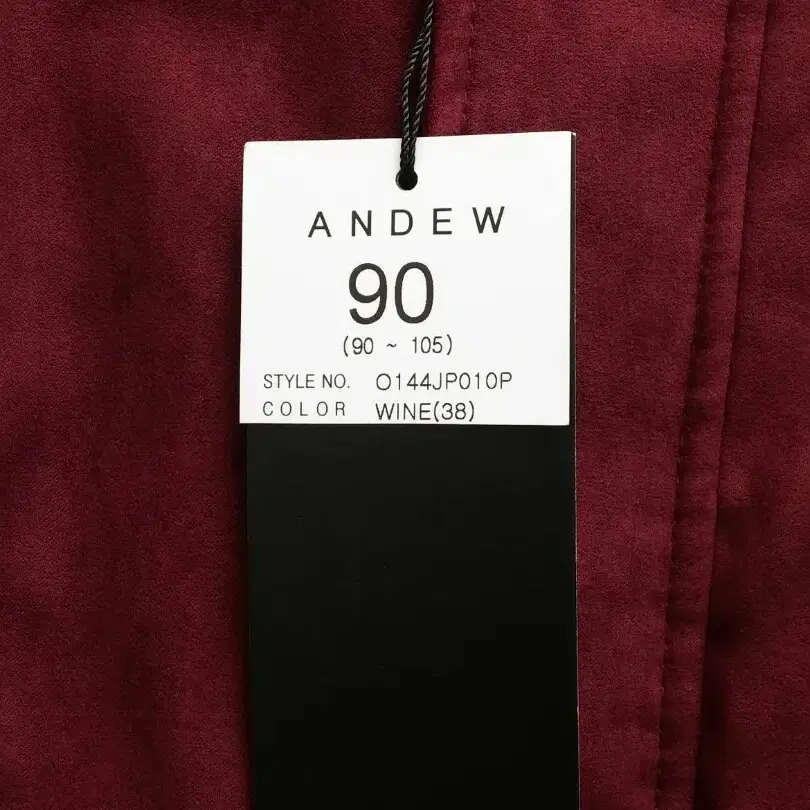 ANDEW
90
(90 ~ 105)
STYLE NO. O144JP010P
COLOR WINE(38)